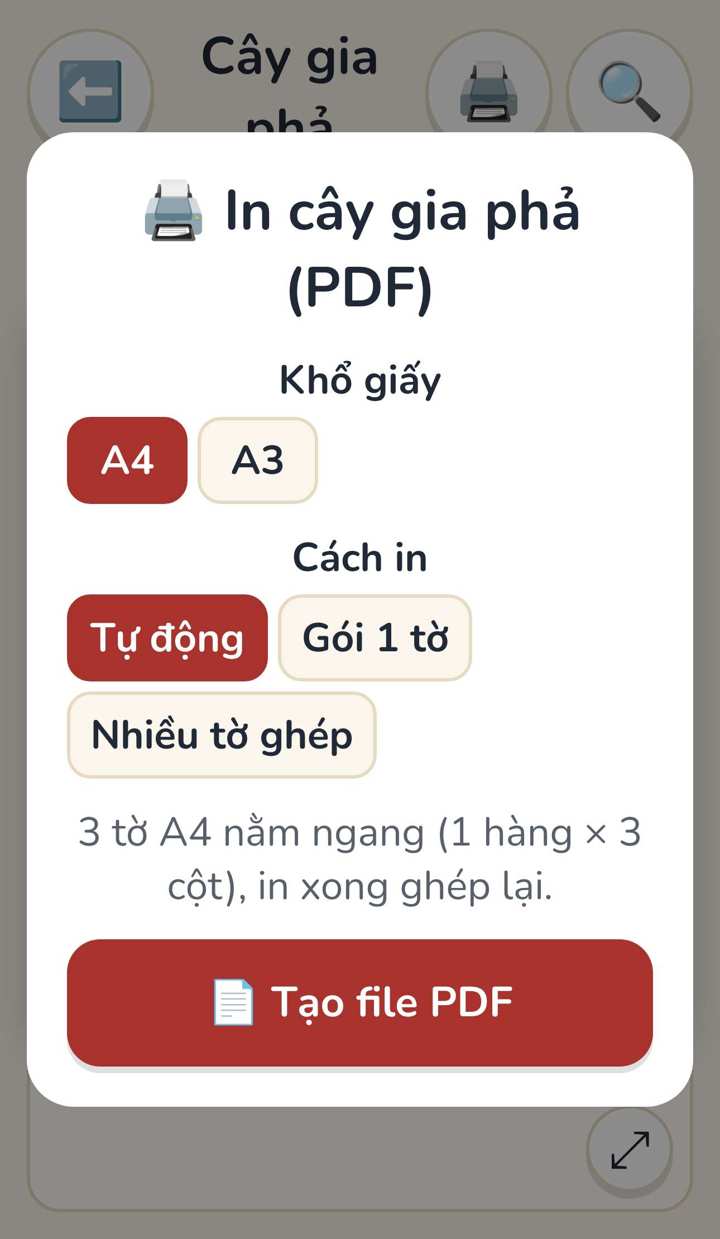 Cây gia
phả
🖨️ In cây gia phả
(PDF)
Khổ giấy
A4 A3
Cách in
Tự động Gói 1 tờ
Nhiều tờ ghép
3 tờ A4 nằm ngang (1 hàng × 3
cột), in xong ghép lại.
📄 Tạo file PDF